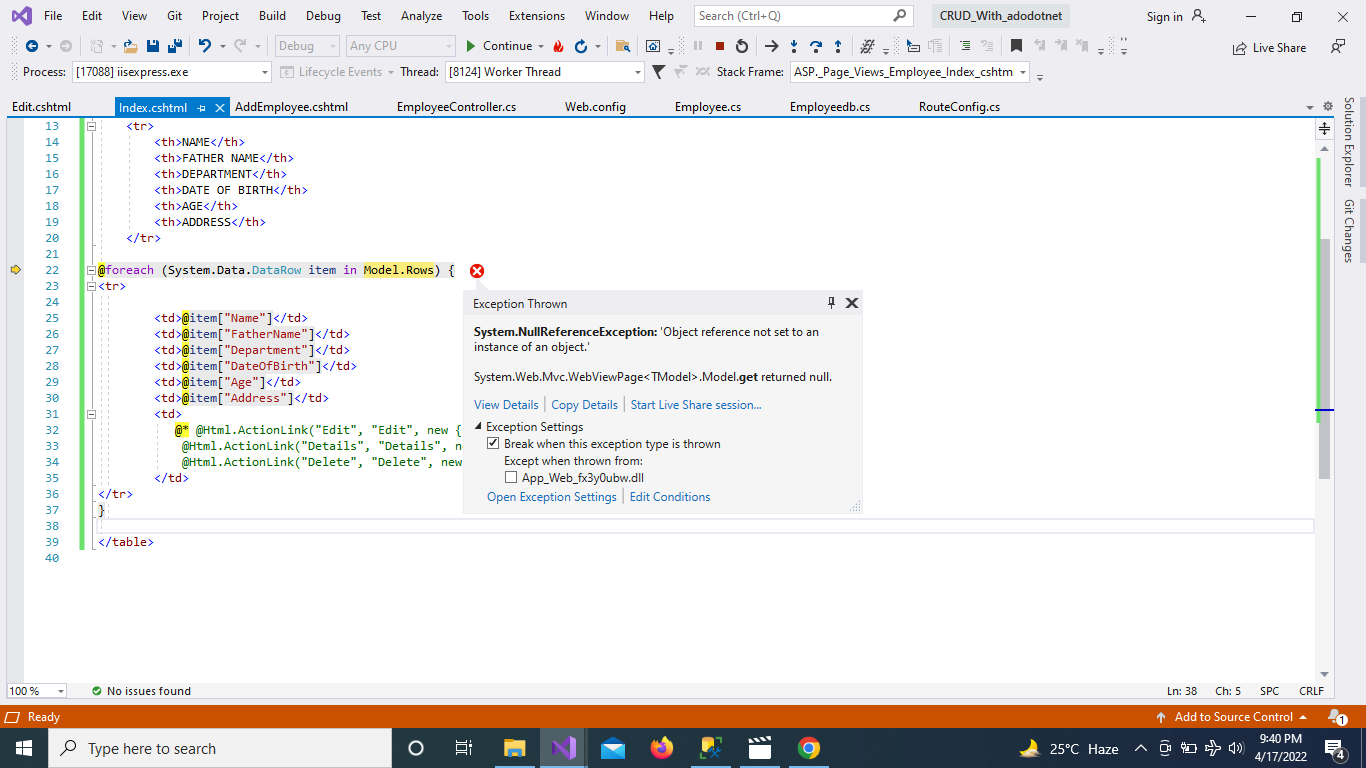 File Edit View Git Project Build Debug Test Analyze Tools Extensions Window Help Search (Ctrl+Q) CRUD_With_adodotnet Sign in
Debug Any CPU Continue Live Share
Process: [17088] iisexpress.exe Lifecycle Events Thread: [8124] Worker Thread Stack Frame: ASP._Page_Views_Employee_Index_cshtm
Edit.cshtml Index.cshtml AddEmployee.cshtml EmployeeController.cs Web.config Employee.cs Employeedb.cs RouteConfig.cs
Solution Explorer
Git Changes
13 <tr>
14 <th>NAME</th>
15 <th>FATHER NAME</th>
16 <th>DEPARTMENT</th>
17 <th>DATE OF BIRTH</th>
18 <th>AGE</th>
19 <th>ADDRESS</th>
20 </tr>
21
22 @foreach (System.Data.DataRow item in Model.Rows) {
23 <tr>
24
25 <td>@item["Name"]</td>
26 <td>@item["FatherName"]</td>
27 <td>@item["Department"]</td>
28 <td>@item["DateOfBirth"]</td>
29 <td>@item["Age"]</td>
30 <td>@item["Address"]</td>
31 <td>
32 @* @Html.ActionLink("Edit", "Edit", new {
33 @Html.ActionLink("Details", "Details", ne
34 @Html.ActionLink("Delete", "Delete", new
35 </td>
36 </tr>
37 }
38
39 </table>
40
Exception Thrown
System.NullReferenceException: 'Object reference not set to an
instance of an object.'
System.Web.Mvc.WebViewPage<TModel>.Model.get returned null.
View Details Copy Details Start Live Share session...
Exception Settings
Break when this exception type is thrown
Except when thrown from:
App_Web_fx3y0ubw.dll
Open Exception Settings Edit Conditions
100 % No issues found Ln: 38 Ch: 5 SPC CRLF
Ready Add to Source Control 1
Type here to search 25°C Haze 9:40 PM
4/17/2022 4